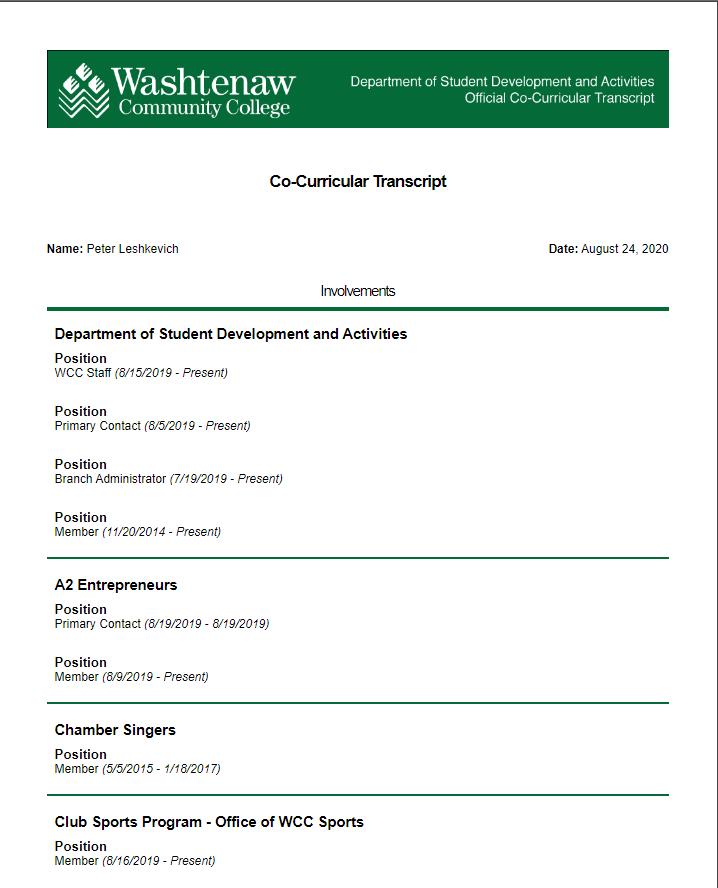 Washtenaw
Community College
Department of Student Development and Activities
Official Co-Curricular Transcript
Co-Curricular Transcript
Name: Peter Leshkevich
Date: August 24, 2020
Involvements
Department of Student Development and Activities
Position
WCC Staff (8/15/2019 - Present)
Position
Primary Contact (8/5/2019 - Present)
Position
Branch Administrator (7/19/2019 - Present)
Position
Member (11/20/2014 - Present)
A2 Entrepreneurs
Position
Primary Contact (8/19/2019 - 8/19/2019)
Position
Member (8/9/2019 - Present)
Chamber Singers
Position
Member (5/5/2015 - 1/18/2017)
Club Sports Program - Office of WCC Sports
Position
Member (8/16/2019 - Present)